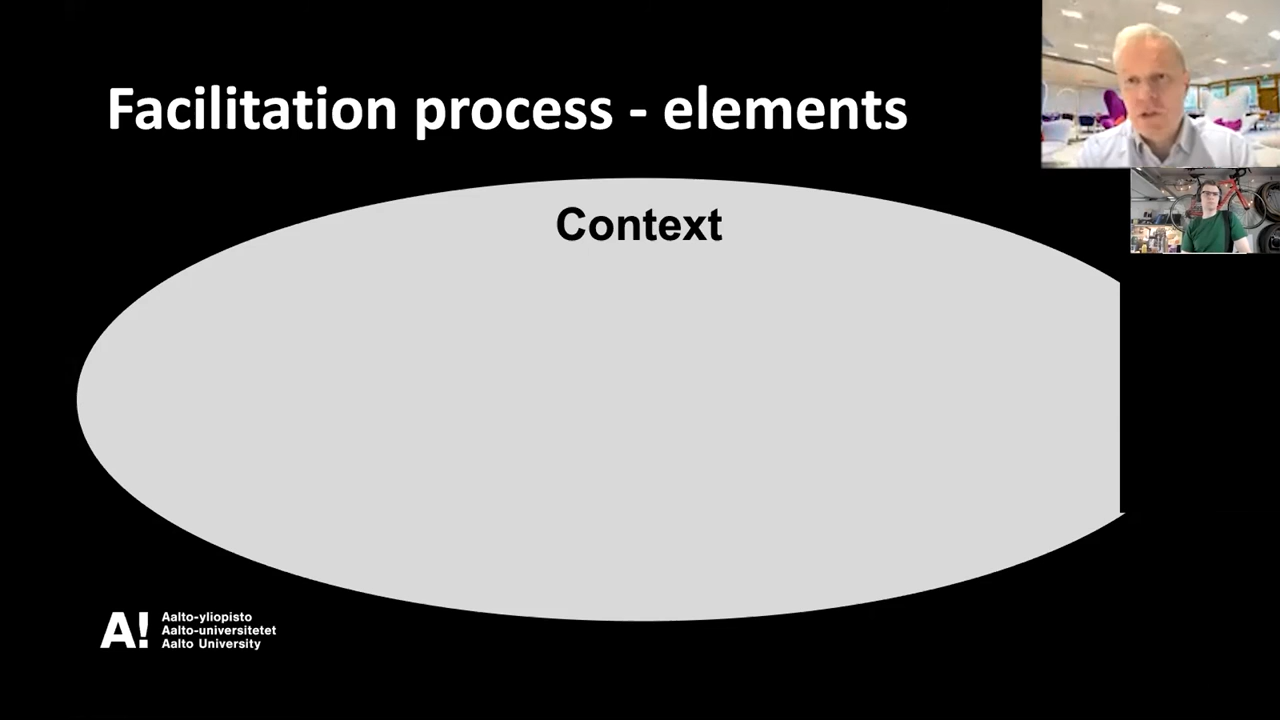 Facilitation process - elements
Context
A!
Aalto-yliopisto
Aalto-universitetet
Aalto University